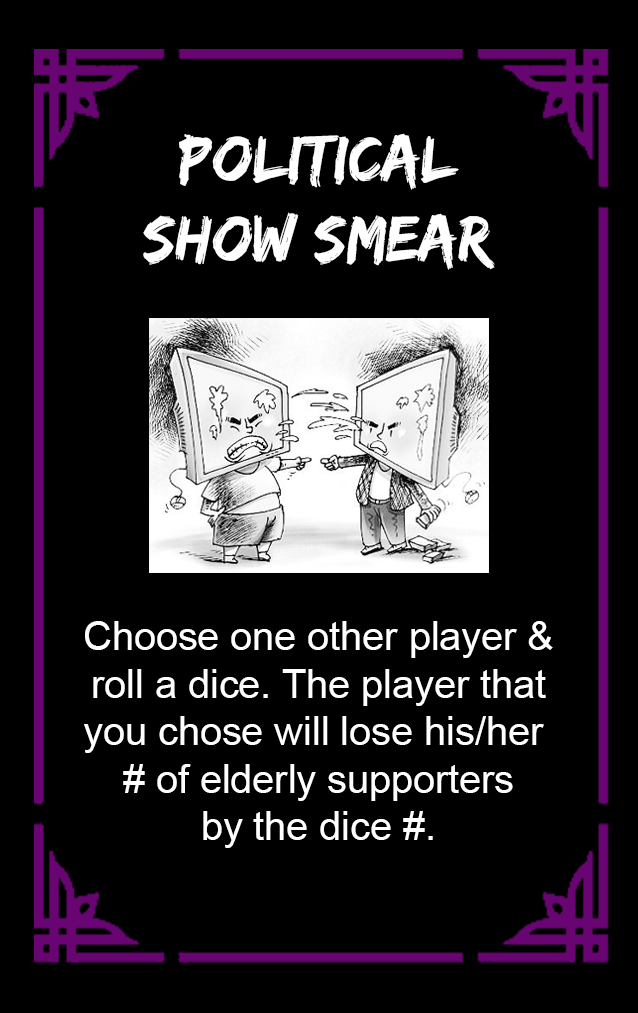 POLITICAL
SHOW SMEAR
Choose one other player &
roll a dice. The player that
you chose will lose his/her
# of elderly supporters
by the dice #.